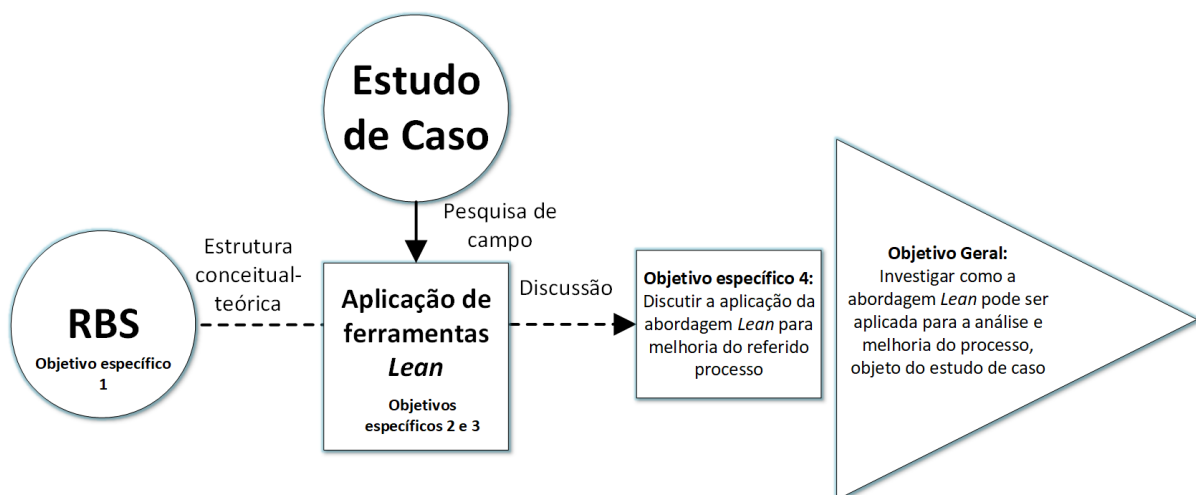 Estudo
de Caso
Pesquisa de
campo
Estrutura
conceitual-
teórica
RBS
Objetivo específico
1
Aplicação de
ferramentas
Lean
Objetivos
específicos 2 e 3
Discussão
Objetivo específico 4:
Discutir a aplicação da
abordagem Lean para
melhoria do referido
processo
Objetivo Geral:
Investigar como a
abordagem Lean pode ser
aplicada para a análise e
melhoria do processo,
objeto do estudo de caso